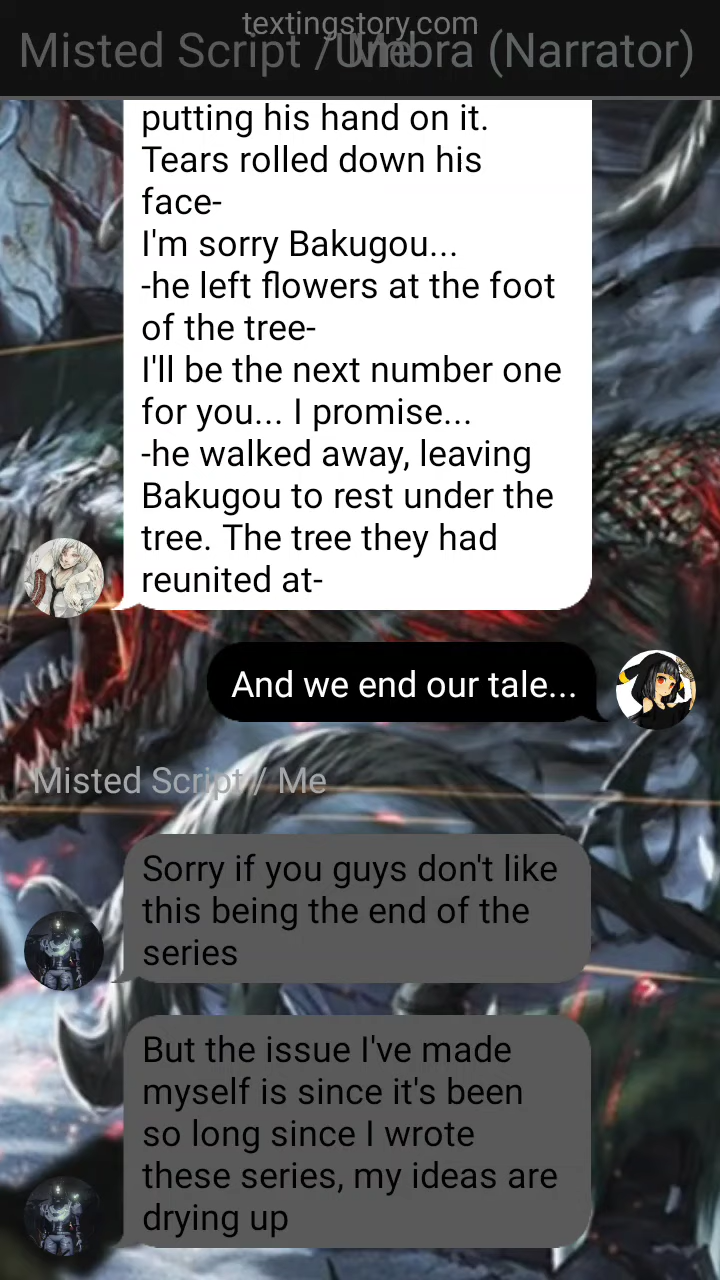 textingstory.com
Misted Script / Me
Umbra (Narrator)
putting his hand on it.
Tears rolled down his
face-
I'm sorry Bakugou...
-he left flowers at the foot
of the tree-
I'll be the next number one
for you... I promise...
-he walked away, leaving
Bakugou to rest under the
tree. The tree they had
reunited at-
And we end our tale...
Misted Script / Me
Sorry if you guys don't like
this being the end of the
series
But the issue I've made
myself is since it's been
so long since I wrote
these series, my ideas are
drying up